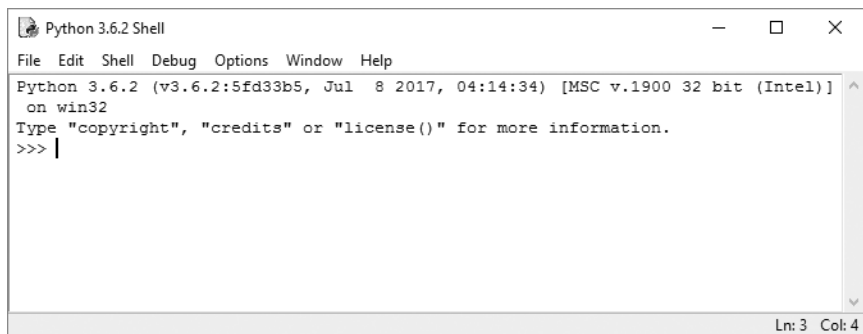 Python 3.6.2 Shell
File Edit Shell Debug Options Window Help
Python 3.6.2 (v3.6.2:5fd33b5, Jul  8 2017, 04:14:34) [MSC v.1900 32 bit (Intel)]
 on win32
Type "copyright", "credits" or "license()" for more information.
>>>
Ln: 3 Col: 4